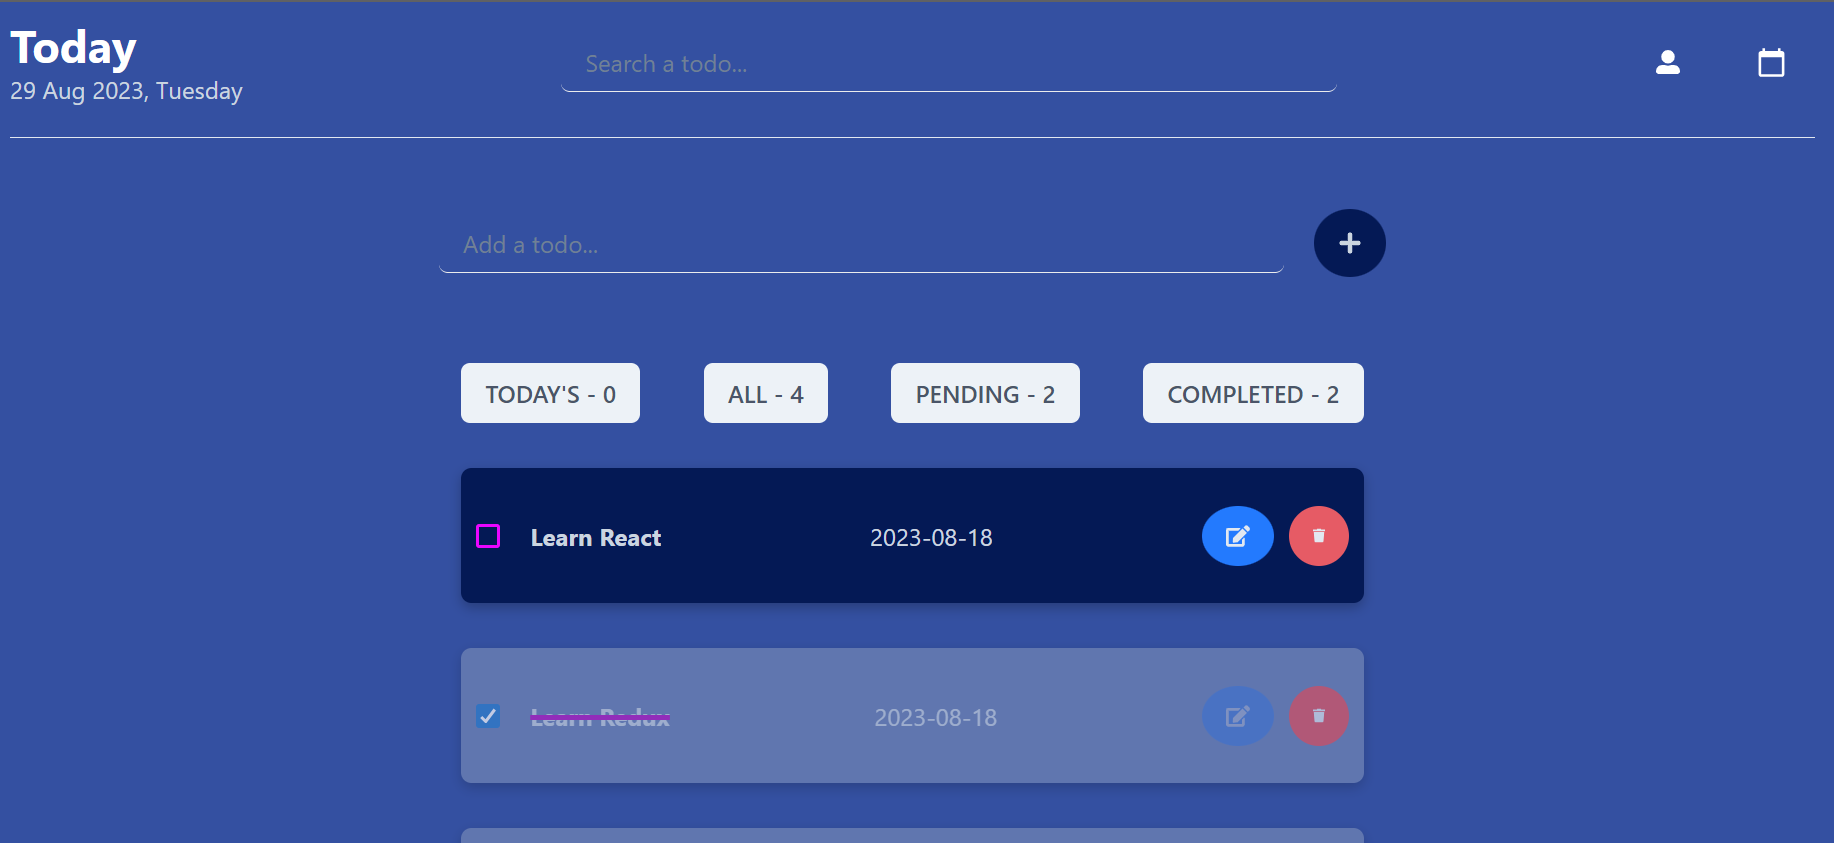 Today
29 Aug 2023, Tuesday
Search a todo...
Add a todo...
TODAY'S - 0
ALL - 4
PENDING - 2
COMPLETED - 2
Learn React
2023-08-18
Learn Redux
2023-08-18